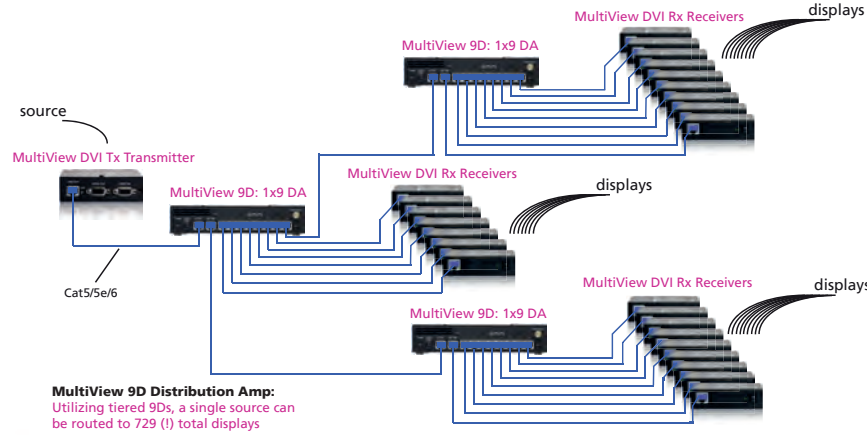 displays
MultiView DVI Rx Receivers
MultiView 9D: 1x9 DA
source
MultiView DVI Tx Transmitter
MultiView DVI Rx Receivers
displays
MultiView 9D: 1x9 DA
Cat5/5e/6
MultiView DVI Rx Receivers
displays
MultiView 9D: 1x9 DA
MultiView 9D Distribution Amp:
Utilizing tiered 9Ds, a single source can
be routed to 729 (!) total displays